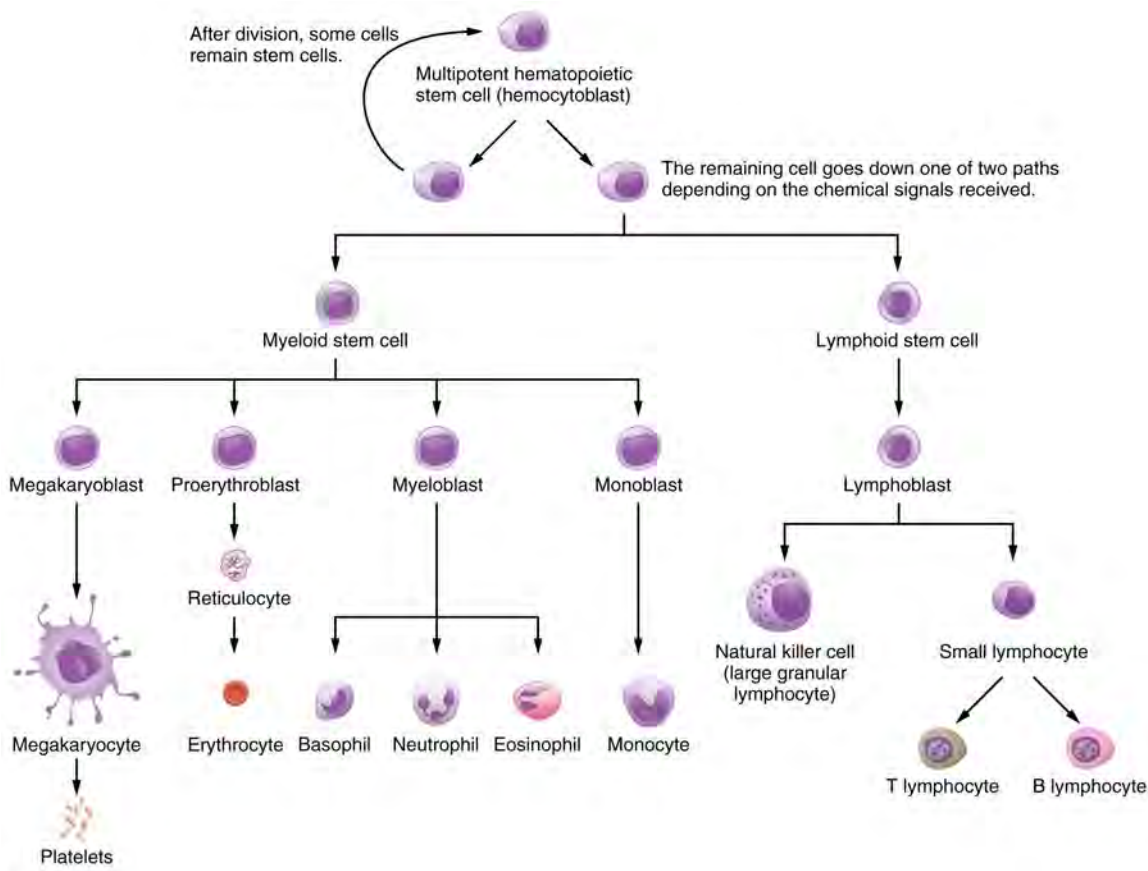 After division, some cells
remain stem cells.
Multipotent hematopoietic
stem cell (hemocytoblast)
The remaining cell goes down one of two paths
depending on the chemical signals received.
Myeloid stem cell
Lymphoid stem cell
Megakaryoblast
Proerythroblast
Myeloblast
Monoblast
Lymphoblast
Reticulocyte
Natural killer cell
(large granular
lymphocyte)
Small lymphocyte
Megakaryocyte
Erythrocyte
Basophil
Neutrophil
Eosinophil
Monocyte
T lymphocyte
B lymphocyte
Platelets